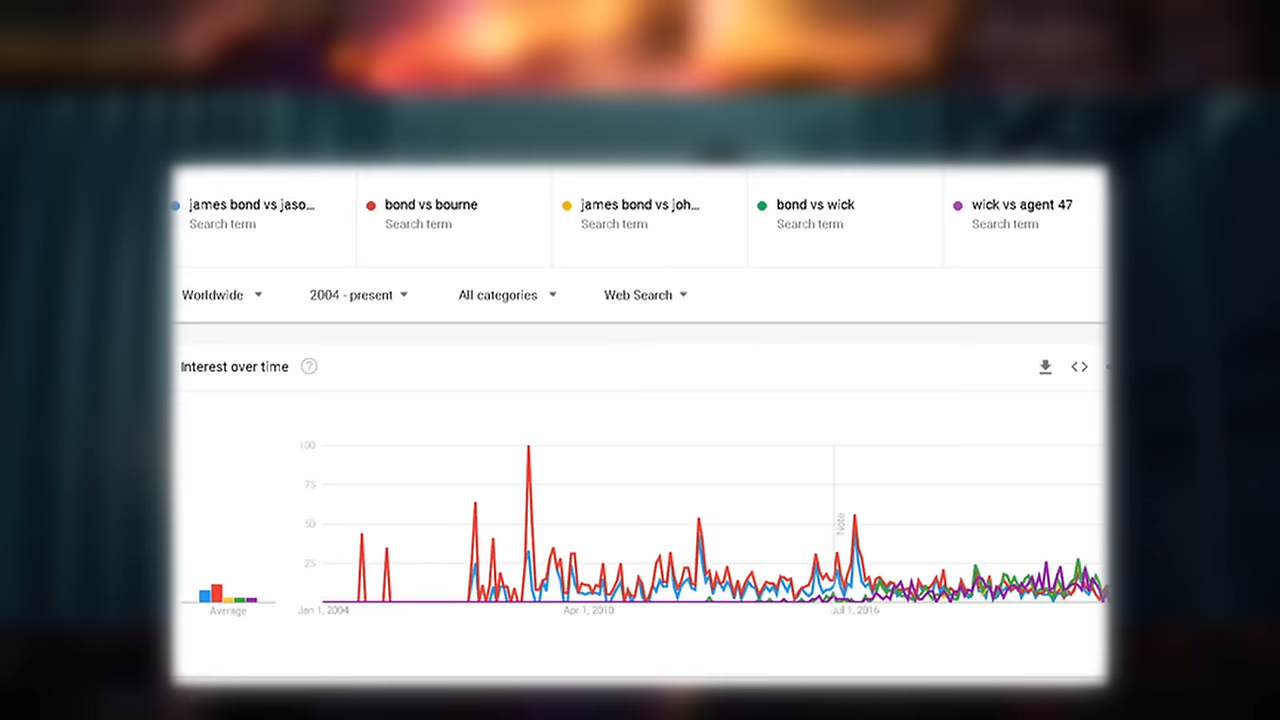 james bond vs jaso... bond vs bourne james bond vs joh... bond vs wick wick vs agent 47
Search term Search term Search term Search term Search term
Worldwide 2004 - present All categories Web Search
Interest over time ?
100
75
50
Note
25
Average Jan 1, 2004 Apr 1, 2010 Jul 1, 2016